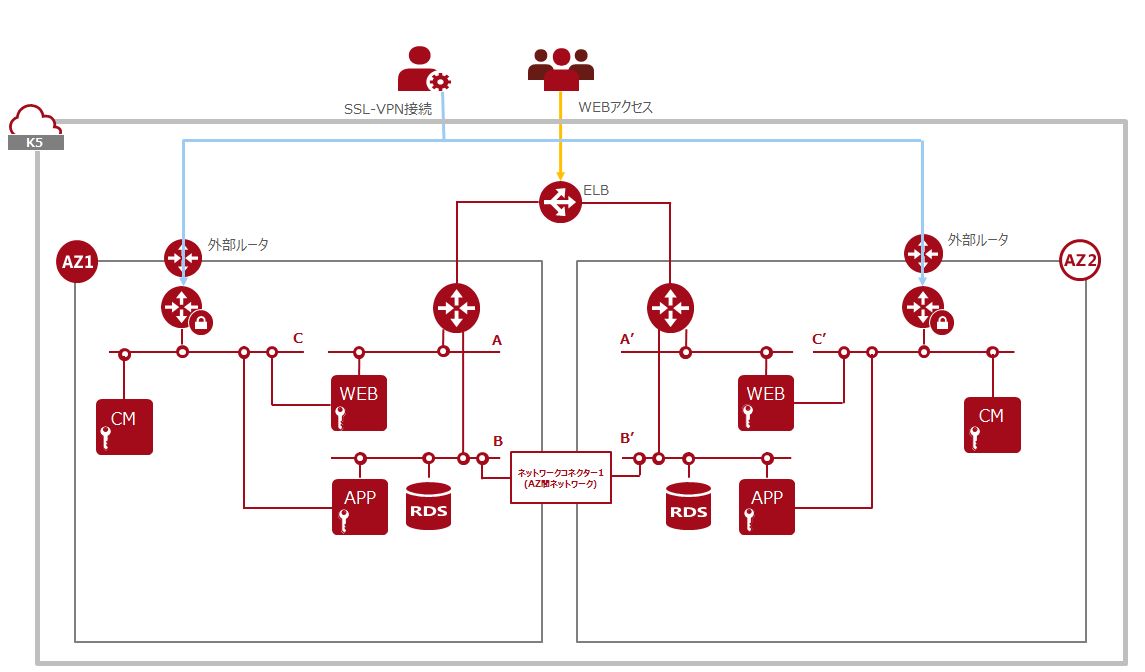 SSL-VPN接続
WEBアクセス
K5
ELB
外部ルータ
外部ルータ
AZ1
AZ2
C
A
A′
C′
WEB
WEB
CM
CM
B
B′
ネットワークコネクター1
(AZ間ネットワーク)
APP
RDS
RDS
APP